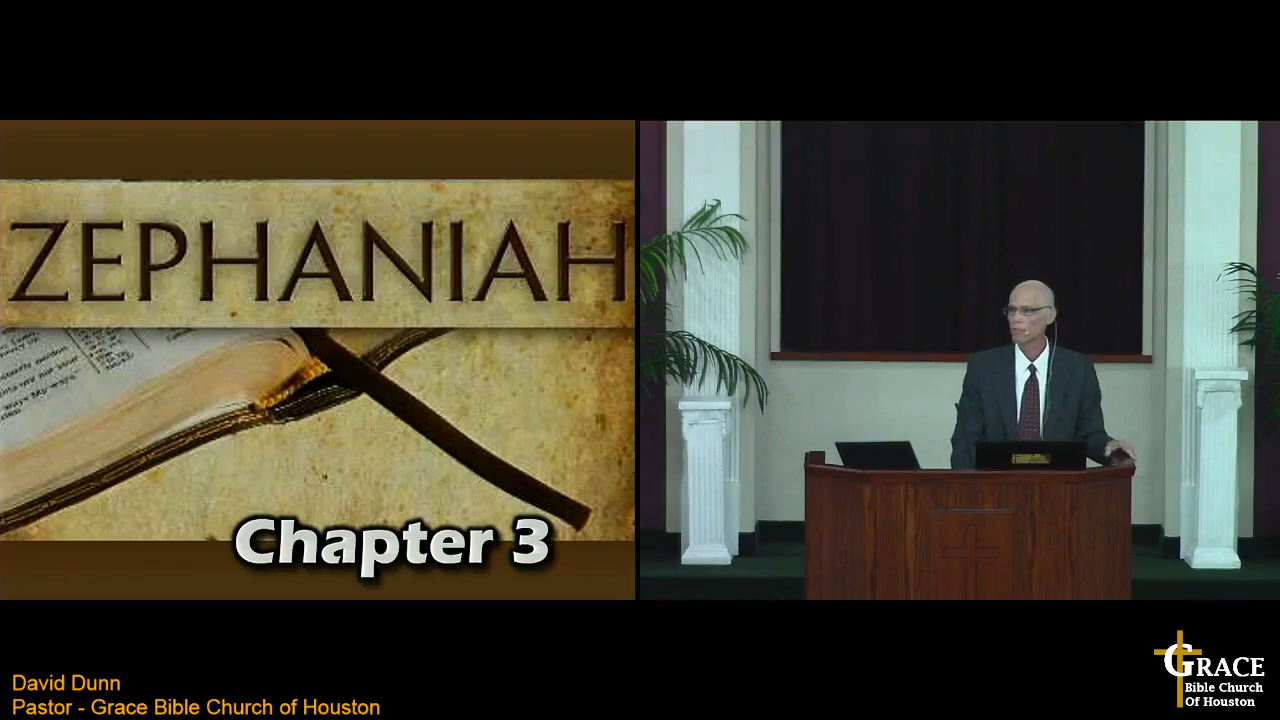 ZEPHANIAH
Chapter 3
David Dunn
Pastor - Grace Bible Church of Houston
GRACE
Bible Church
Of Houston